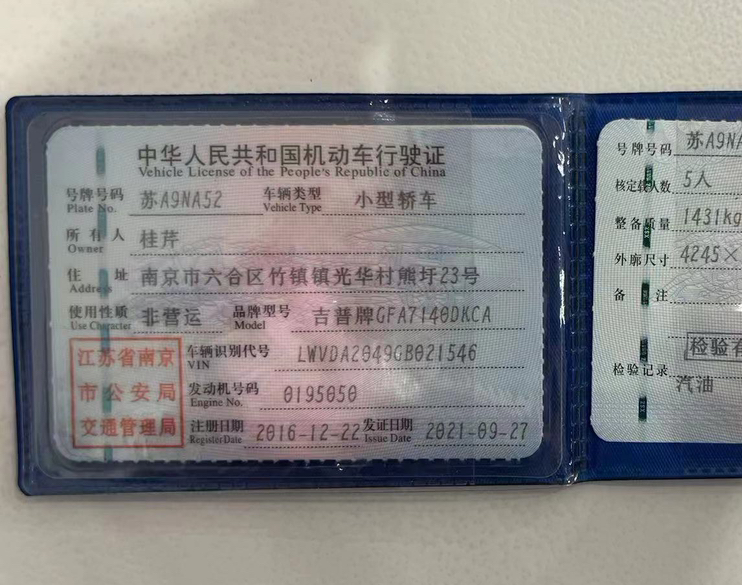 中华人民共和国机动车行驶证
Vehicle License of the People's Republic of China
号牌号码 苏A9NA52 车辆类型 小型轿车
Plate No. Vehicle Type
所有人 桂芹
Owner
住址 南京市六合区竹镇镇光华村熊坪23号
Address
使用性质 非营运 品牌型号 吉普牌GFA7140DKCA
Use Character Model
江苏省南京
市公安局
交通管理局
车辆识别代号 LWVDA2049GB021546
VIN
发动机号码 0195050
Engine No.
注册日期 2016-12-22 发证日期 2021-09-27
Register Date Issue Date
号牌号码 苏A9NA
核定载人数 5人
整备质量 1431kg
外廓尺寸 4245×
备注
检验有
检验记录
汽油